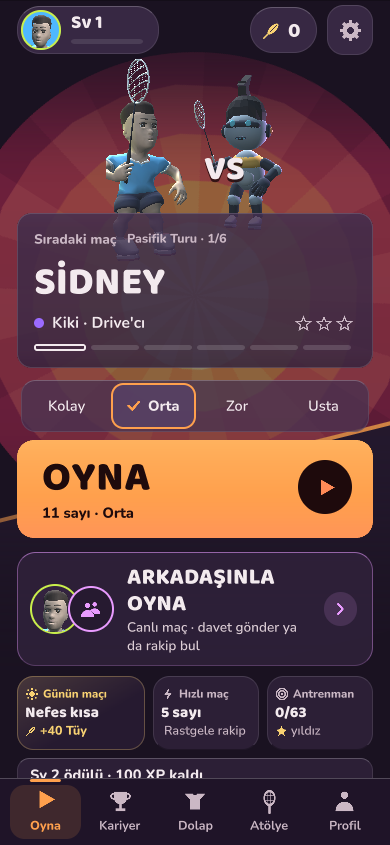 Sv 1
0
VS
Sıradaki maç Pasifik Turu · 1/6
SİDNEY
Kiki · Drive'cı
Kolay
Orta
Zor
Usta
OYNA
11 sayı · Orta
ARKADAŞINLA
OYNA
Canlı maç · davet gönder ya
da rakip bul
Günün maçı
Nefes kısa
+40 Tüy
Hızlı maç
5 sayı
Rastgele rakip
Antrenman
0/63
yıldız
Sv 2 ödülü · 100 XP kaldı
Oyna
Kariyer
Dolap
Atölye
Profil